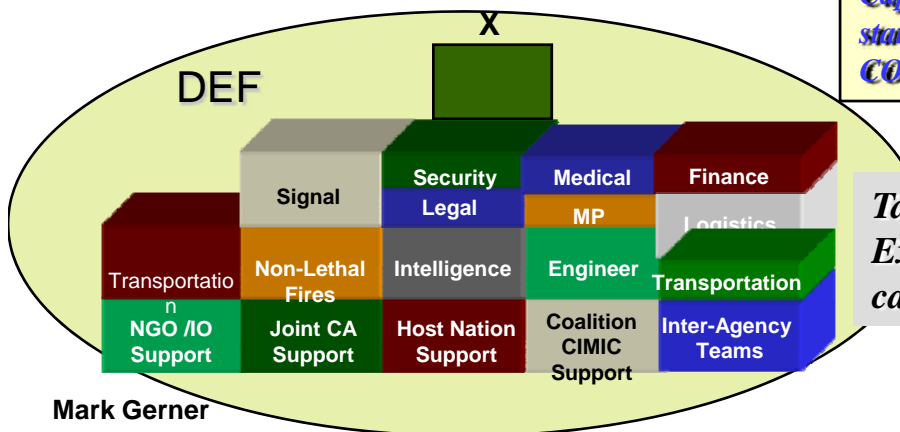 X
DEF
CO
Signal
Security
Legal
Medical
MP
Finance
Logistics
Transportatio
n
Non-Lethal
Fires
Intelligence
Engineer
Transportation
NGO /IO
Support
Joint CA
Support
Host Nation
Support
Coalition
CIMIC
Support
Inter-Agency
Teams
Mark Gerner